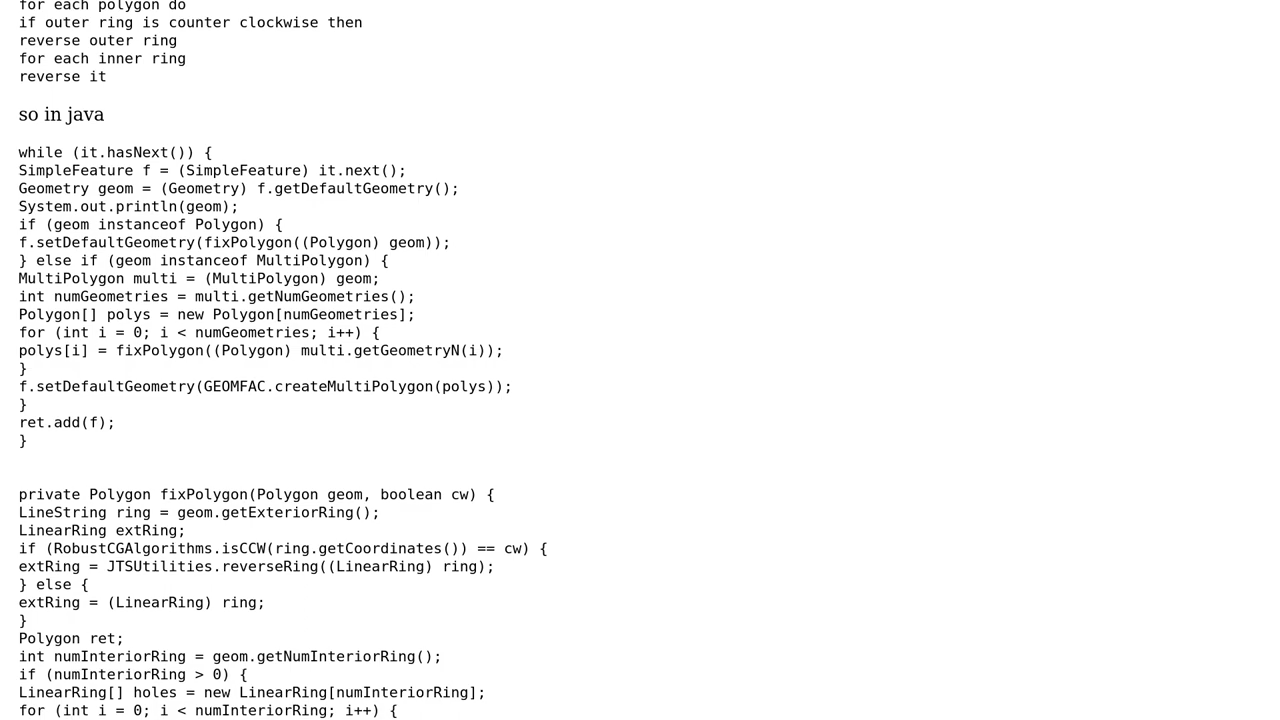 for each polygon do
if outer ring is counter clockwise then
reverse outer ring
for each inner ring
reverse it
so in java
while (it.hasNext()) {
SimpleFeature f = (SimpleFeature) it.next();
Geometry geom = (Geometry) f.getDefaultGeometry();
System.out.println(geom);
if (geom instanceof Polygon) {
f.setDefaultGeometry(fixPolygon((Polygon) geom));
} else if (geom instanceof MultiPolygon) {
MultiPolygon multi = (MultiPolygon) geom;
int numGeometries = multi.getNumGeometries();
Polygon[] polys = new Polygon[numGeometries];
for (int i = 0; i < numGeometries; i++) {
polys[i] = fixPolygon((Polygon) multi.getGeometryN(i));
}
f.setDefaultGeometry(GEOMFAC.createMultiPolygon(polys));
}
ret.add(f);
}
private Polygon fixPolygon(Polygon geom, boolean cw) {
LineString ring = geom.getExteriorRing();
LinearRing extRing;
if (RobustCGAlgorithms.isCCW(ring.getCoordinates()) == cw) {
extRing = JTSUtilities.reverseRing((LinearRing) ring);
} else {
extRing = (LinearRing) ring;
}
Polygon ret;
int numInteriorRing = geom.getNumInteriorRing();
if (numInteriorRing > 0) {
LinearRing[] holes = new LinearRing[numInteriorRing];
for (int i = 0; i < numInteriorRing; i++) {